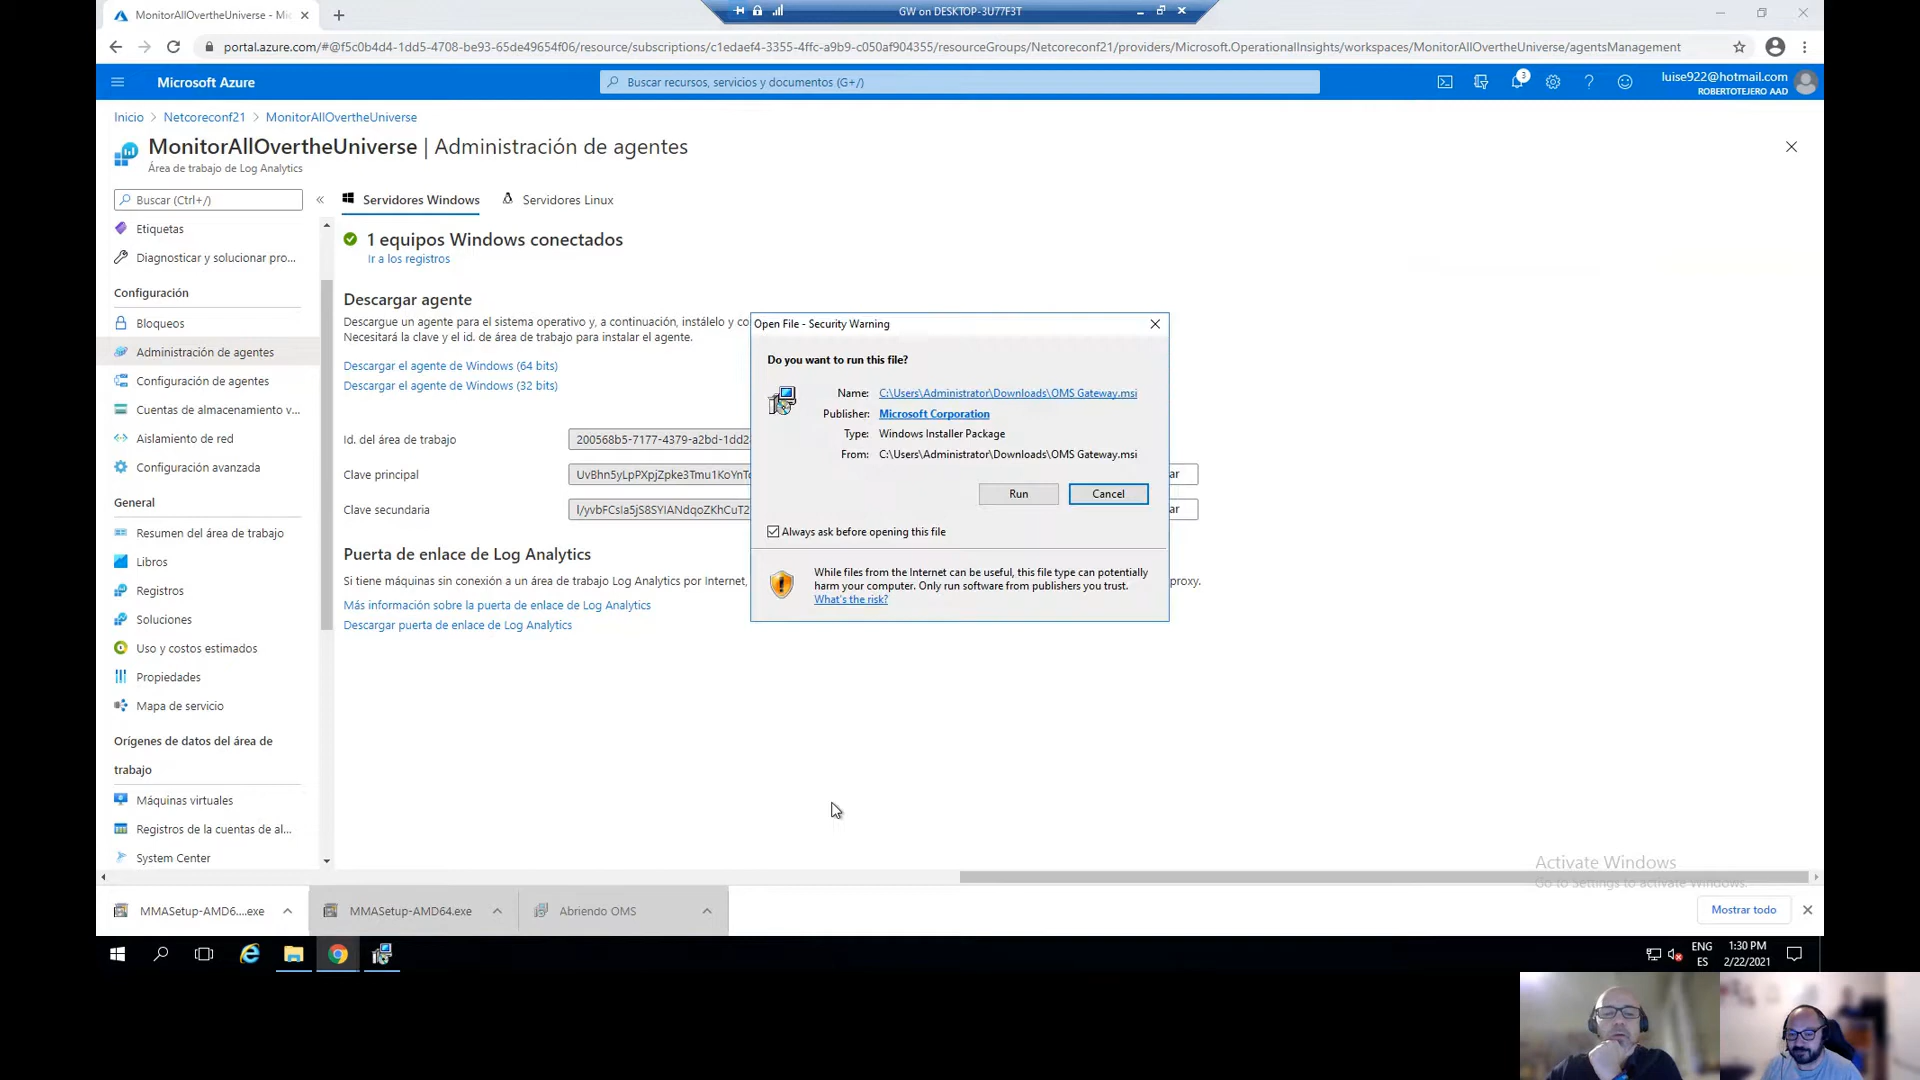 MonitorAllOvertheUniverse - Mi
GW on DESKTOP-3U77F3T
portal.azure.com/#@f5c0b4d4-1dd5-4708-be93-65de49654f06/resource/subscriptions/c1edaef4-3355-4ffc-a9b9-c050af904355/resourceGroups/Netcoreconf21/providers/Microsoft.OperationalInsights/workspaces/MonitorAllOvertheUniverse/agentsManagement
Microsoft Azure
Buscar recursos, servicios y documentos (G+/)
3
luise922@hotmail.com
ROBERTOTEJERO AAD
Inicio > Netcoreconf21 > MonitorAllOvertheUniverse
MonitorAllOvertheUniverse | Administración de agentes
Área de trabajo de Log Analytics
Buscar (Ctrl+/)
«
Etiquetas
Diagnosticar y solucionar pro...
Configuración
Bloqueos
Administración de agentes
Configuración de agentes
Cuentas de almacenamiento v...
Aislamiento de red
Configuración avanzada
General
Resumen del área de trabajo
Libros
Registros
Soluciones
Uso y costos estimados
Propiedades
Mapa de servicio
Orígenes de datos del área de
trabajo
Máquinas virtuales
Registros de la cuentas de al...
System Center
Servidores Windows
Servidores Linux
1 equipos Windows conectados
Ir a los registros
Descargar agente
Descargue un agente para el sistema operativo y, a continuación, instálelo y co
Necesitará la clave y el id. de área de trabajo para instalar el agente.
Descargar el agente de Windows (64 bits)
Descargar el agente de Windows (32 bits)
Id. del área de trabajo
200568b5-7177-4379-a2bd-1dd2
Clave principal
UvBhn5yLpPXpjZpke3Tmu1KoYnT
ar
Clave secundaria
l/yvbFCsIa5jS8SYIANdqoZKhCuT2
ar
Puerta de enlace de Log Analytics
Si tiene máquinas sin conexión a un área de trabajo Log Analytics por Internet,
proxy.
Más información sobre la puerta de enlace de Log Analytics
Descargar puerta de enlace de Log Analytics
Open File - Security Warning
Do you want to run this file?
Name: C:\Users\Administrator\Downloads\OMS Gateway.msi
Publisher: Microsoft Corporation
Type: Windows Installer Package
From: C:\Users\Administrator\Downloads\OMS Gateway.msi
Run
Cancel
Always ask before opening this file
While files from the Internet can be useful, this file type can potentially
harm your computer. Only run software from publishers you trust.
What's the risk?
Activate Windows
Go to Settings to activate Windows.
MMASetup-AMD6....exe
MMASetup-AMD64.exe
Abriendo OMS
Mostrar todo
ENG
ES
1:30 PM
2/22/2021